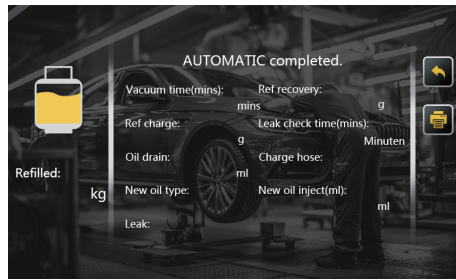 AUTOMATIC completed.
Vacuum time(mins): Ref recovery:
mins g
Ref charge: Leak check time(mins):
g Minuten
Oil drain: Charge hose:
ml
New oil type: New oil inject(ml):
ml
Leak:
Refilled:
kg